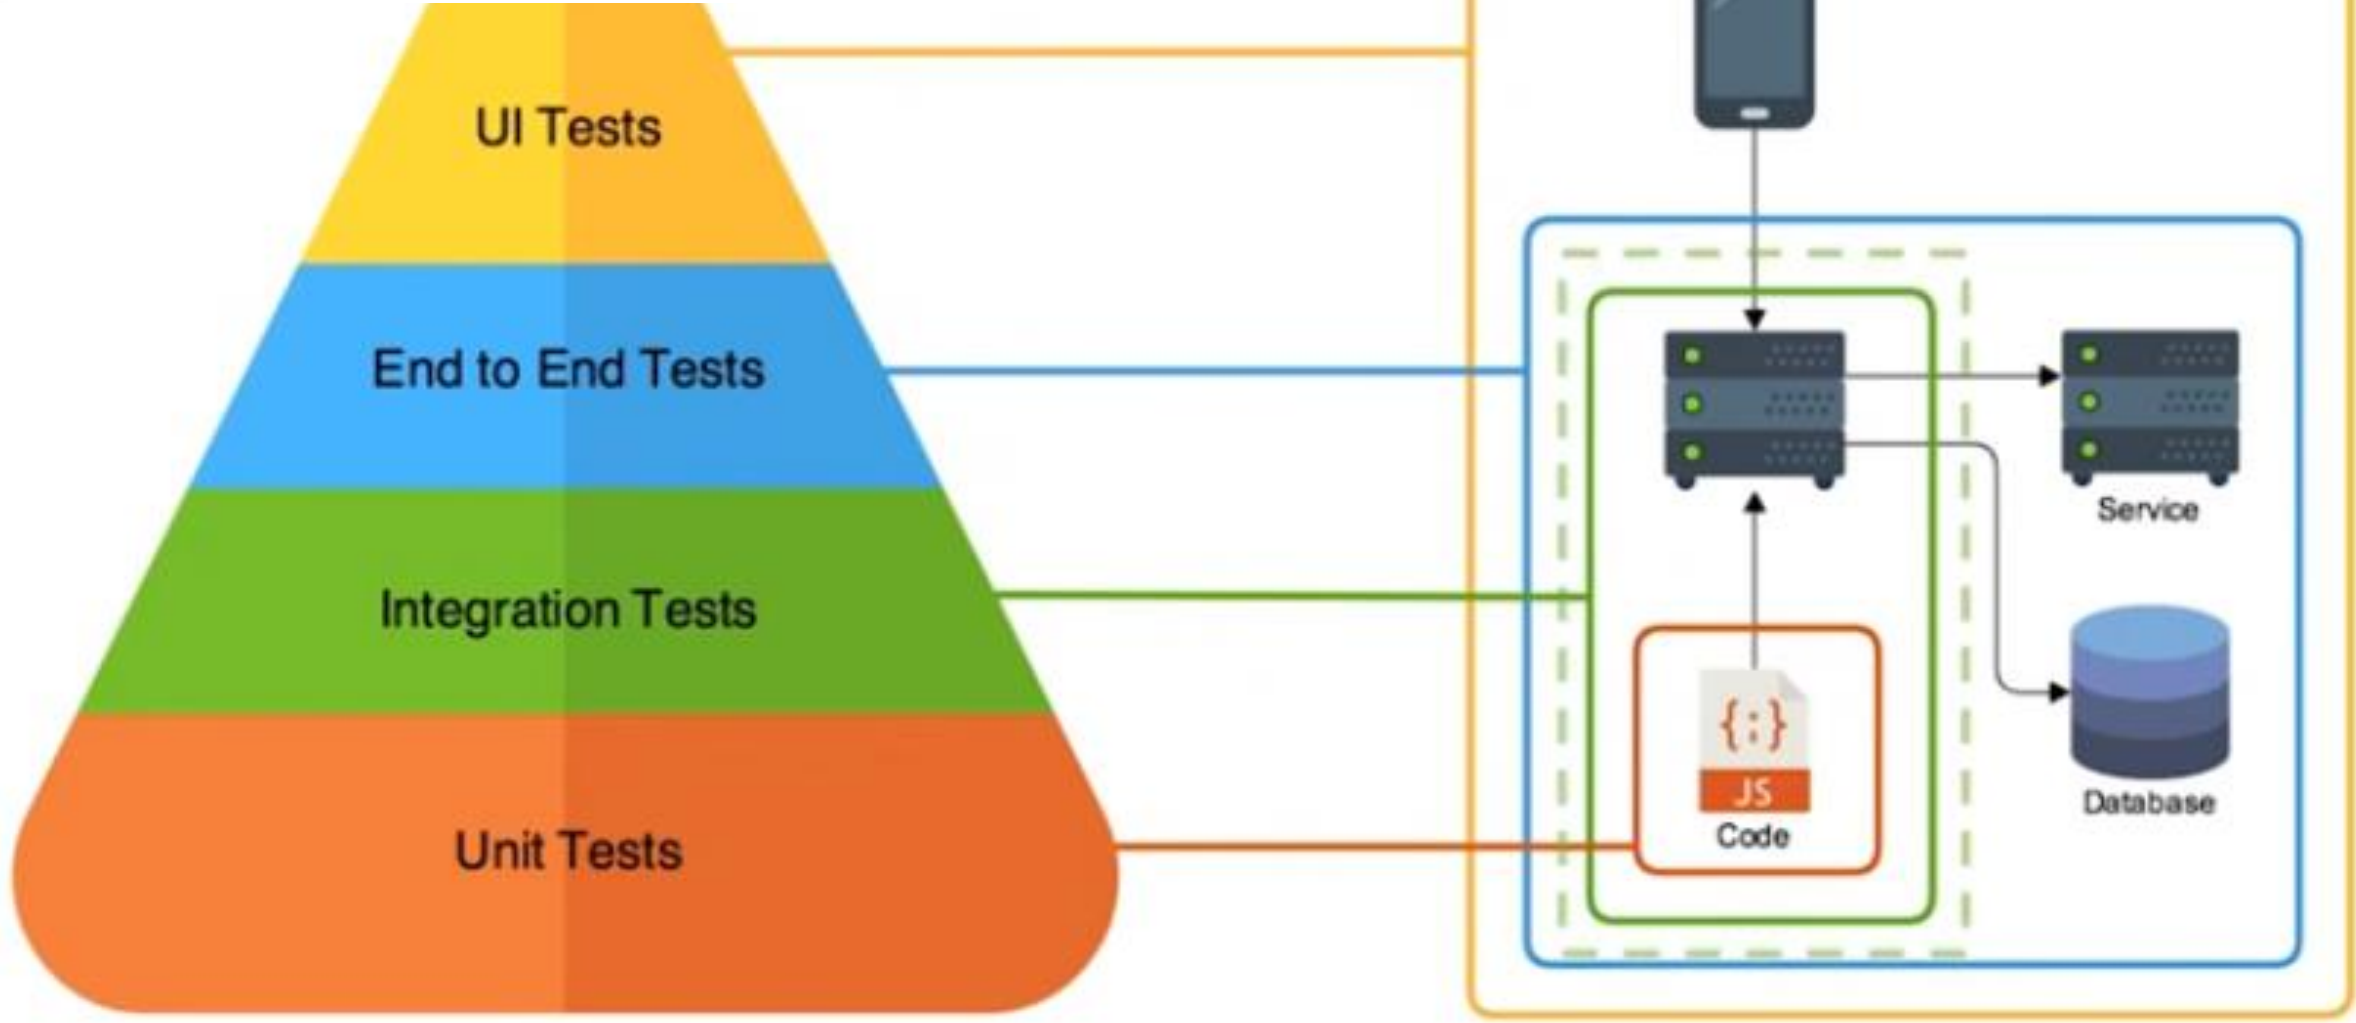 UI Tests
End to End Tests
Integration Tests
Unit Tests
Service
{:}
JS
Code
Database